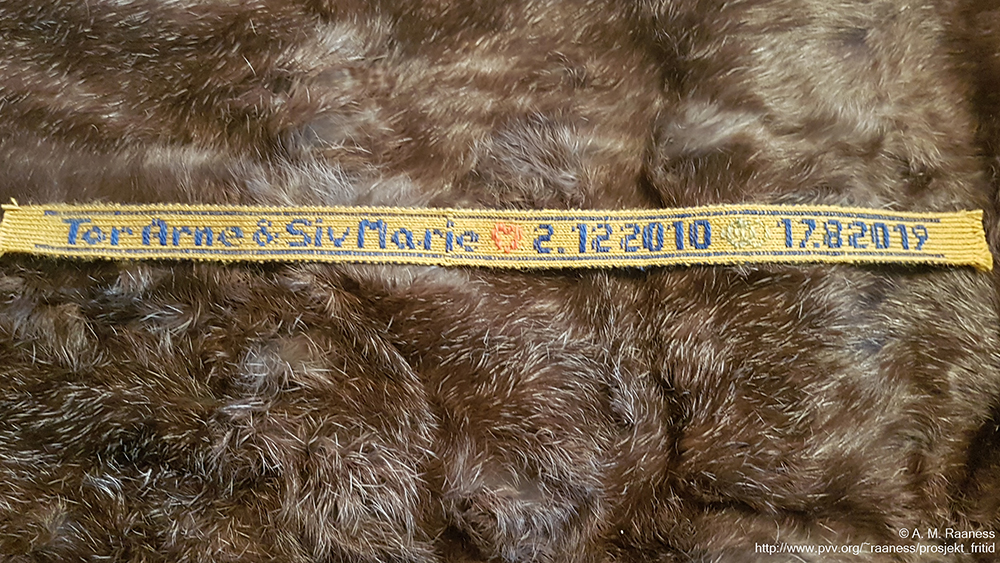 Tor Arne & Siv Marie 2.12 2010 17.8 2019
© A. M. Raaness
http://www.pvv.org/~raaness/prosjekt_fritid